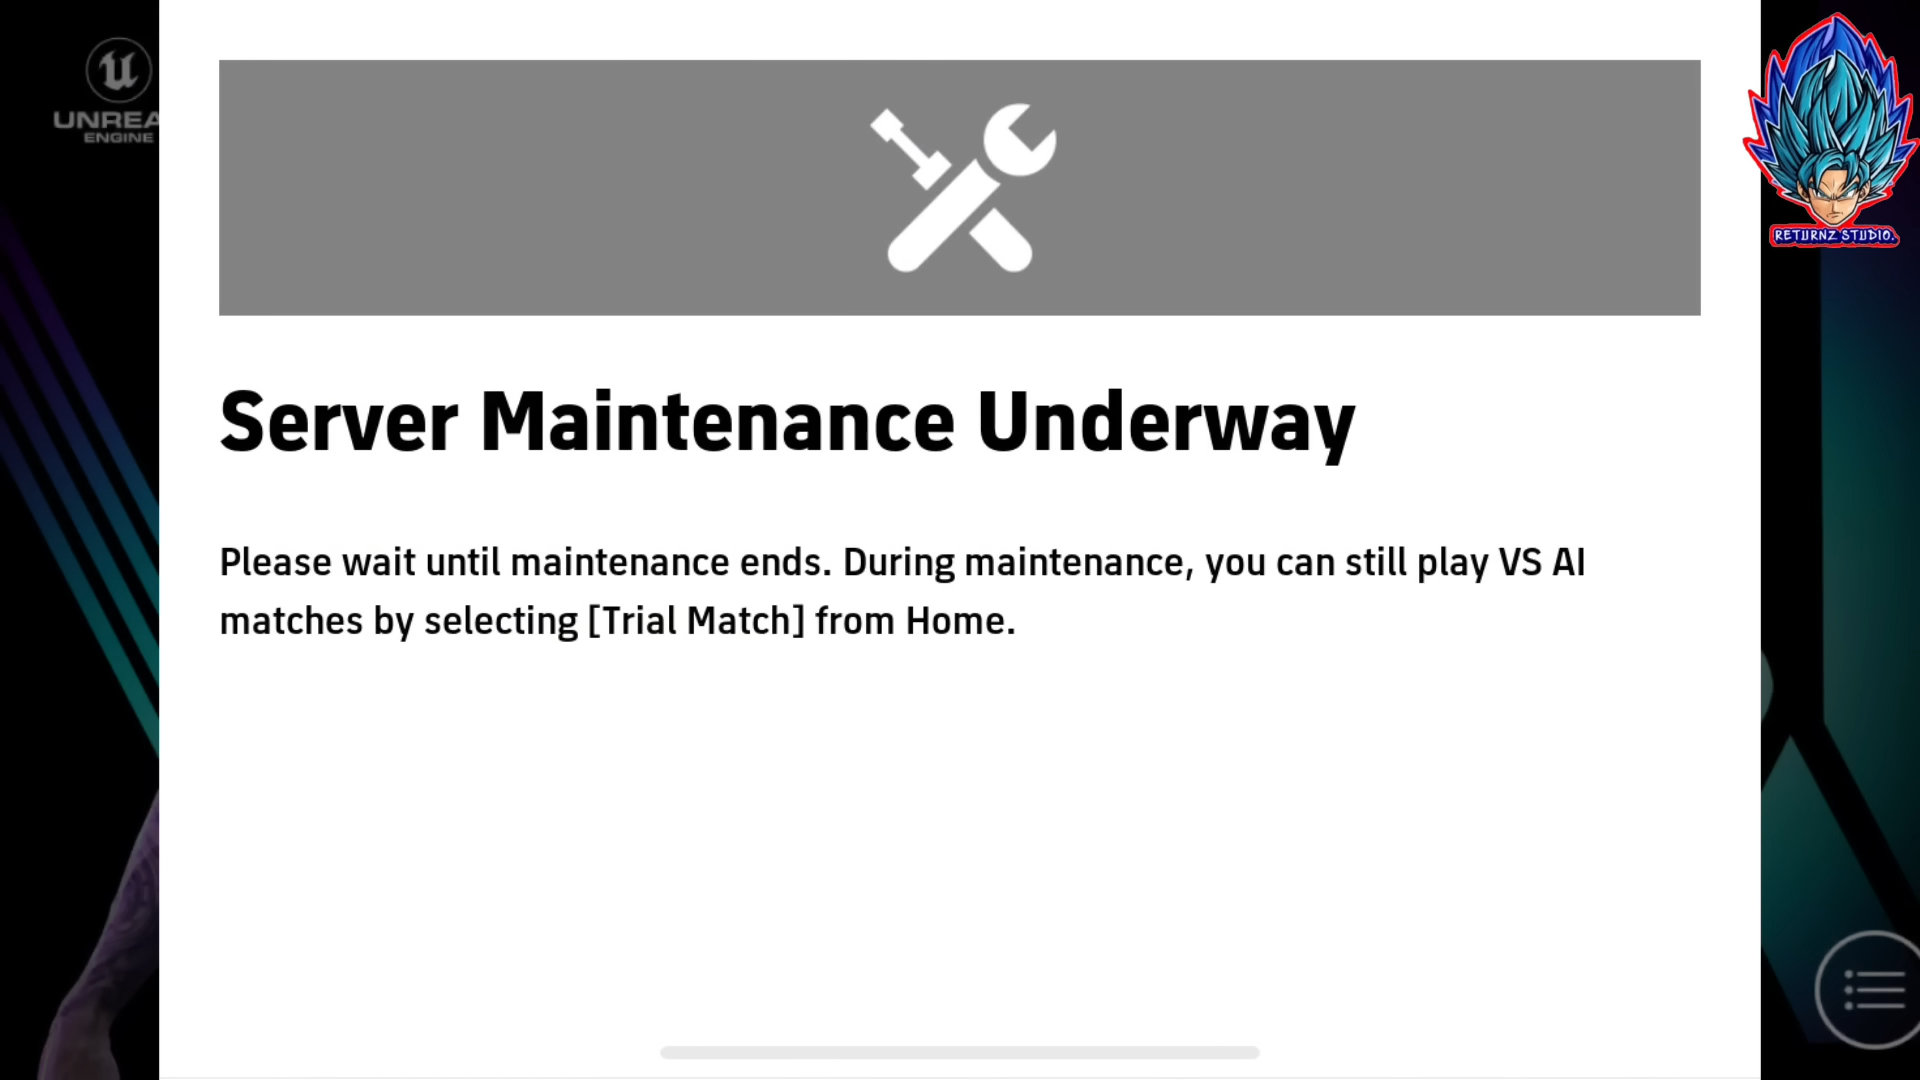 UNREA
ENGINE
RETURNZ STUDIO.
Server Maintenance Underway
Please wait until maintenance ends. During maintenance, you can still play VS AI
matches by selecting [Trial Match] from Home.